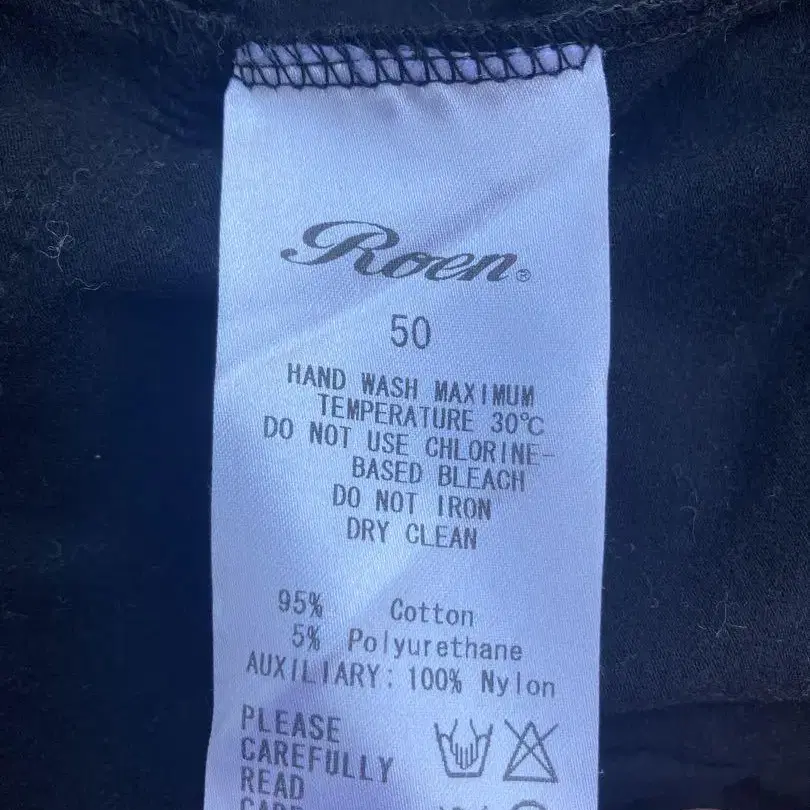 Roen®
50
HAND WASH MAXIMUM
TEMPERATURE 30℃
DO NOT USE CHLORINE-
BASED BLEACH
DO NOT IRON
DRY CLEAN
95% Cotton
5% Polyurethane
AUXILIARY: 100% Nylon
PLEASE
CAREFULLY
READ